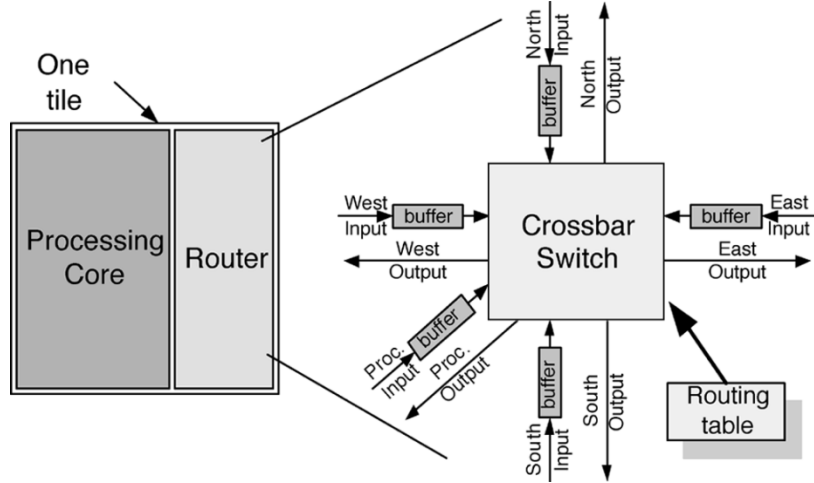 One
tile
Processing
Core
Router
North
Input
buffer
North
Output
West
Input
buffer
West
Output
Crossbar
Switch
buffer
East
Input
East
Output
Proc.
Input
buffer
Proc.
Output
buffer
South
Input
South
Output
Routing
table